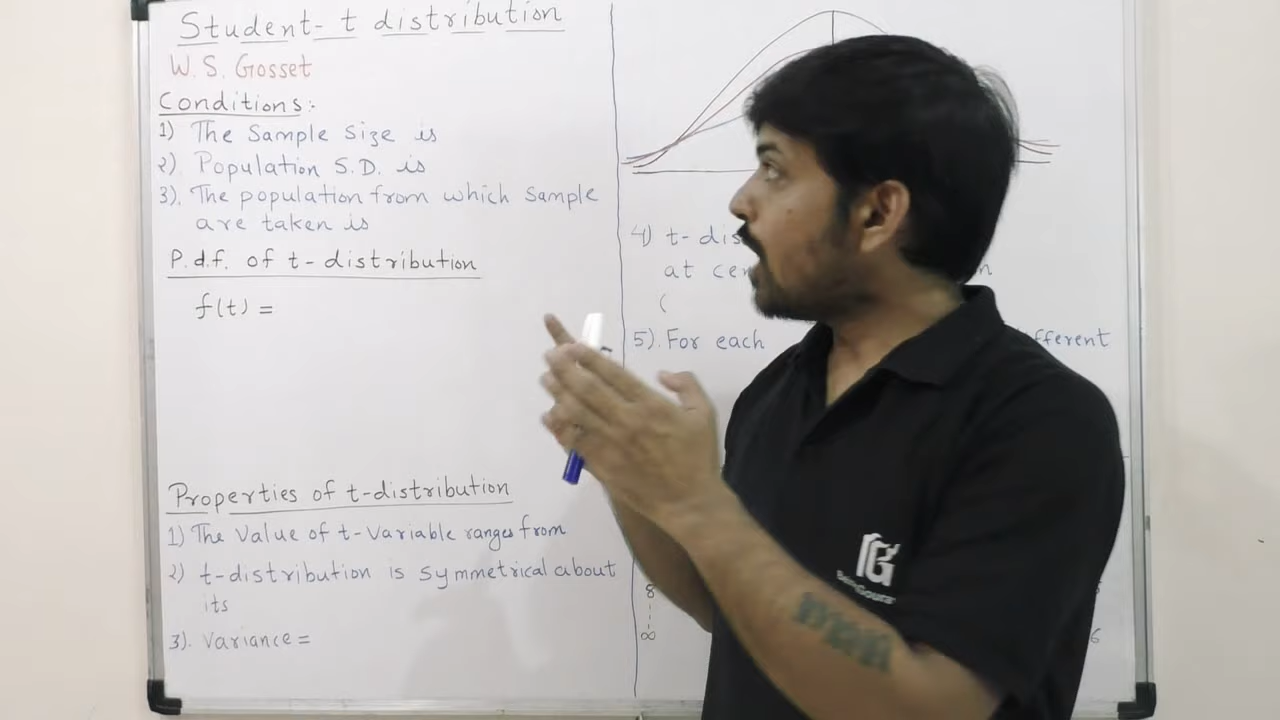 Student- t distribution
W. S. Gosset
Conditions:
1) The Sample Size is
2) Population S.D. is
3). The population from which Sample
are taken is
P.d.f. of t- distribution
f(t) =
Properties of t-distribution
1) The Value of t-Variable ranges from
2) t-distribution is symmetrical about
its
3). Variance =
4) t-dis
at cen
(
5). For each fferent
8
∞
6